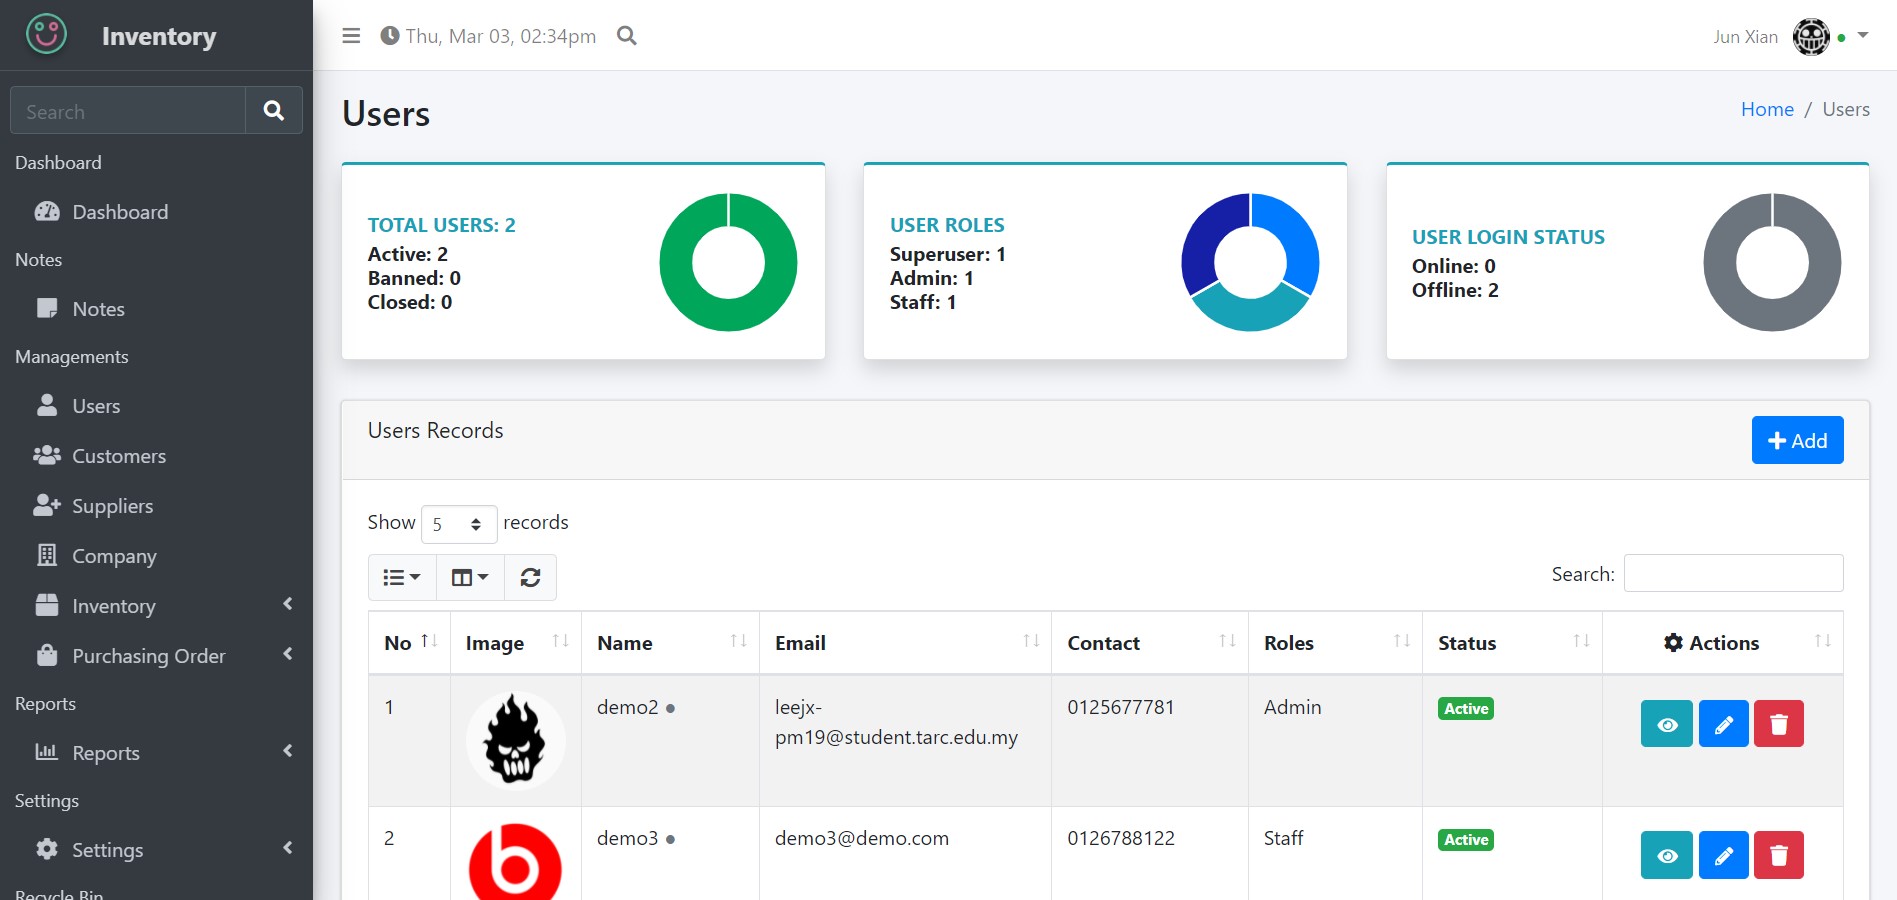 Inventory
Thu, Mar 03, 02:34pm
Jun Xian
Search
Dashboard
Dashboard
Notes
Notes
Managements
Users
Customers
Suppliers
Company
Inventory
Purchasing Order
Reports
Reports
Settings
Settings
Recycle Bin
Users
Home / Users
TOTAL USERS: 2
Active: 2
Banned: 0
Closed: 0
USER ROLES
Superuser: 1
Admin: 1
Staff: 1
USER LOGIN STATUS
Online: 0
Offline: 2
Users Records
Add
Show 5 records
Search:
No Image Name Email Contact Roles Status Actions
1 demo2 leejx- 0125677781 Admin Active
pm19@student.tarc.edu.my
2 demo3 demo3@demo.com 0126788122 Staff Active